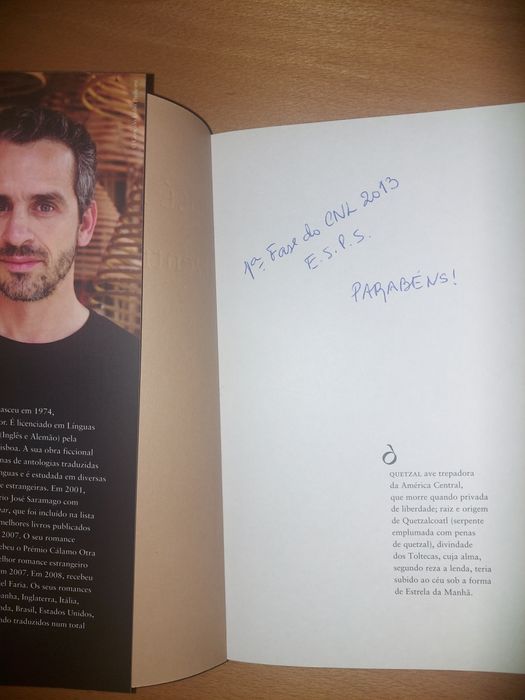 asceu em 1974,
or. É licenciado em Línguas
(Inglês e Alemão) pela
isboa. A sua obra ficcional
nas de antologias traduzidas
nguas e é estudada em diversas
e estrangeiras. Em 2001,
rio José Saramago com
ar, que foi incluído na lista
melhores livros publicados
2007. O seu romance
cebeu o Prémio Cálamo Otra
elhor romance estrangeiro
m 2007. Em 2008, recebeu
el Faria. Os seus romances
anha, Inglaterra, Itália,
nda, Brasil, Estados Unidos,
ndo traduzidos num total
1ª. Fase do CNL 2013
E.S.P.S.
PARABÉNS!
QUETZAL ave trepadora
da América Central,
que morre quando privada
de liberdade; raiz e origem
de Quetzalcoatl (serpente
emplumada com penas
de quetzal), divindade
dos Toltecas, cuja alma,
segundo reza a lenda, teria
subido ao céu sob a forma
de Estrela da Manhã.